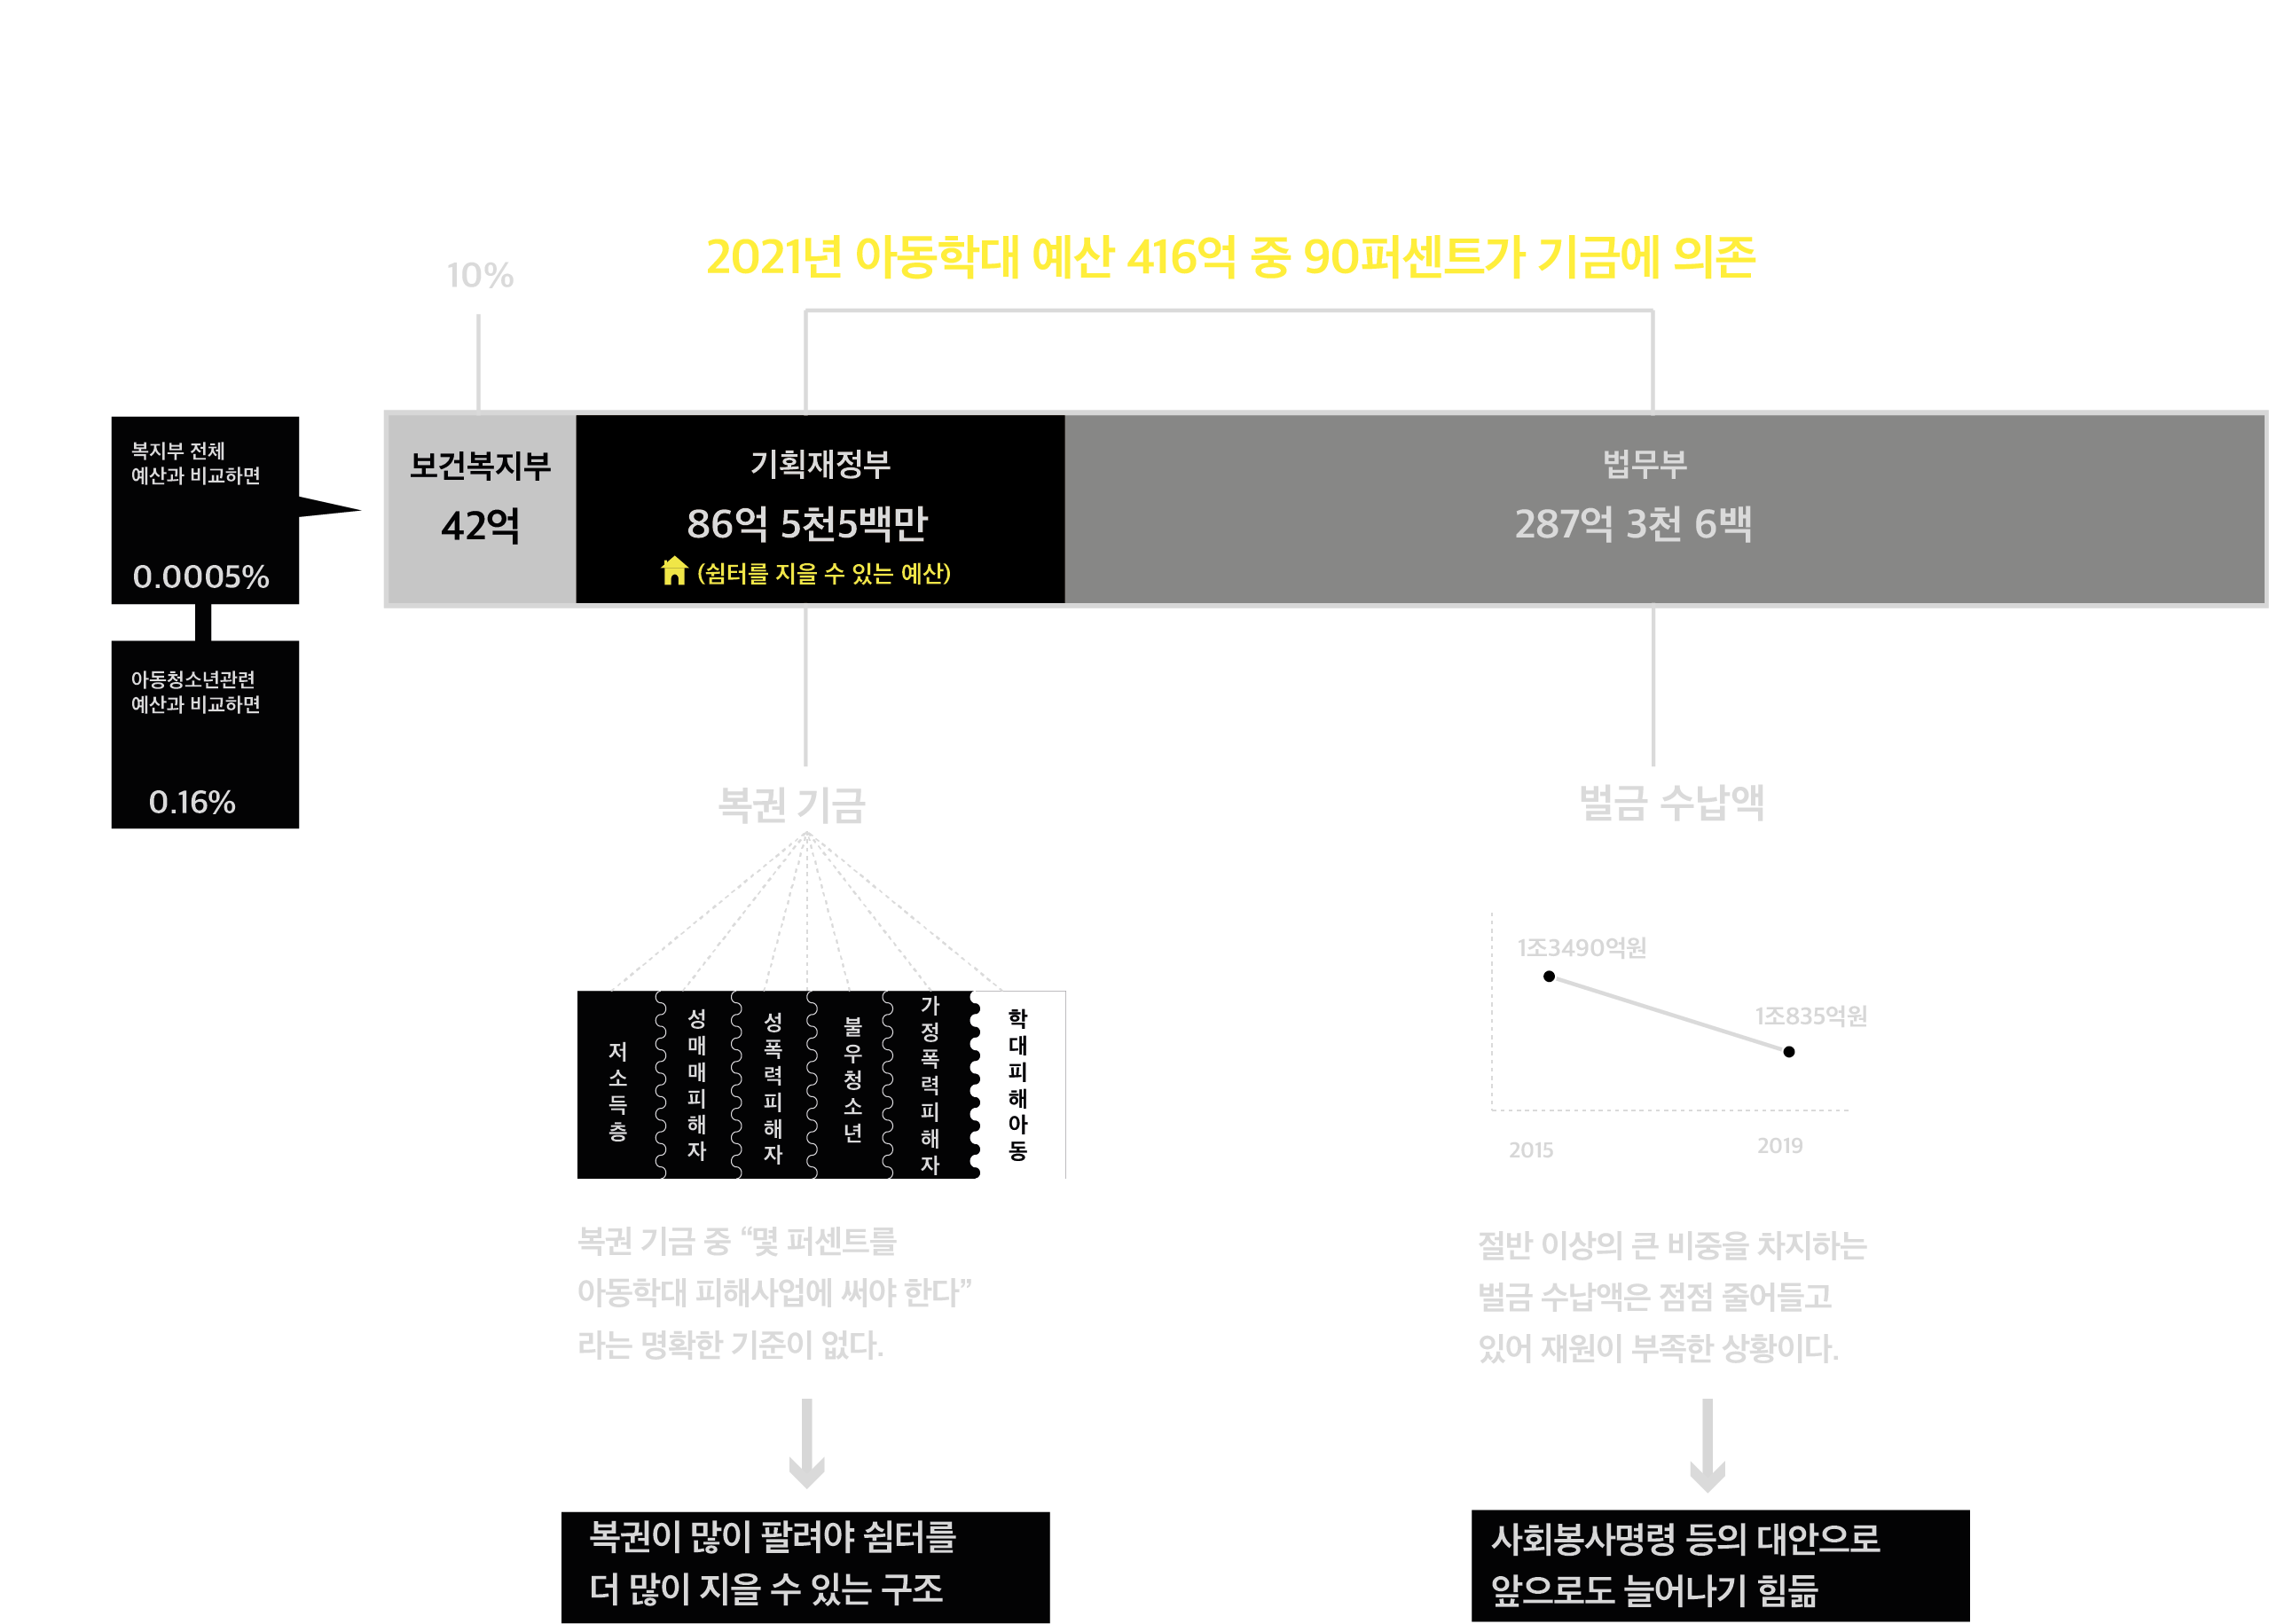 2021년 아동학대 예산 416억 중 90퍼센트가 기금에 의존
10%
복지부 전체
예산과 비교하면
0.0005%
아동청소년관련
예산과 비교하면
0.16%
보건복지부
42억
기획재정부
86억 5천5백만
(쉼터를 지을 수 있는 예산)
법무부
287억 3천 6백
복권 기금
저소득층
성매매피해자
성폭력피해자
불우청소년
가정폭력피해자
학대피해아동
복권 기금 중 “몇 피센트를
아동학대 피해사업에 써야 한다”
라는 명확한 기준이 없다.
복권이 많이 팔려야 쉼터를
더 많이 지을 수 있는 구조
벌금 수납액
1조3490억원
1조835억원
2015
2019
절반 이상의 큰 비중을 차지하는
벌금 수납액은 점점 줄어들고
있어 재원이 부족한 상황이다.
사회봉사명령 등의 대안으로
앞으로도 늘어나기 힘듦